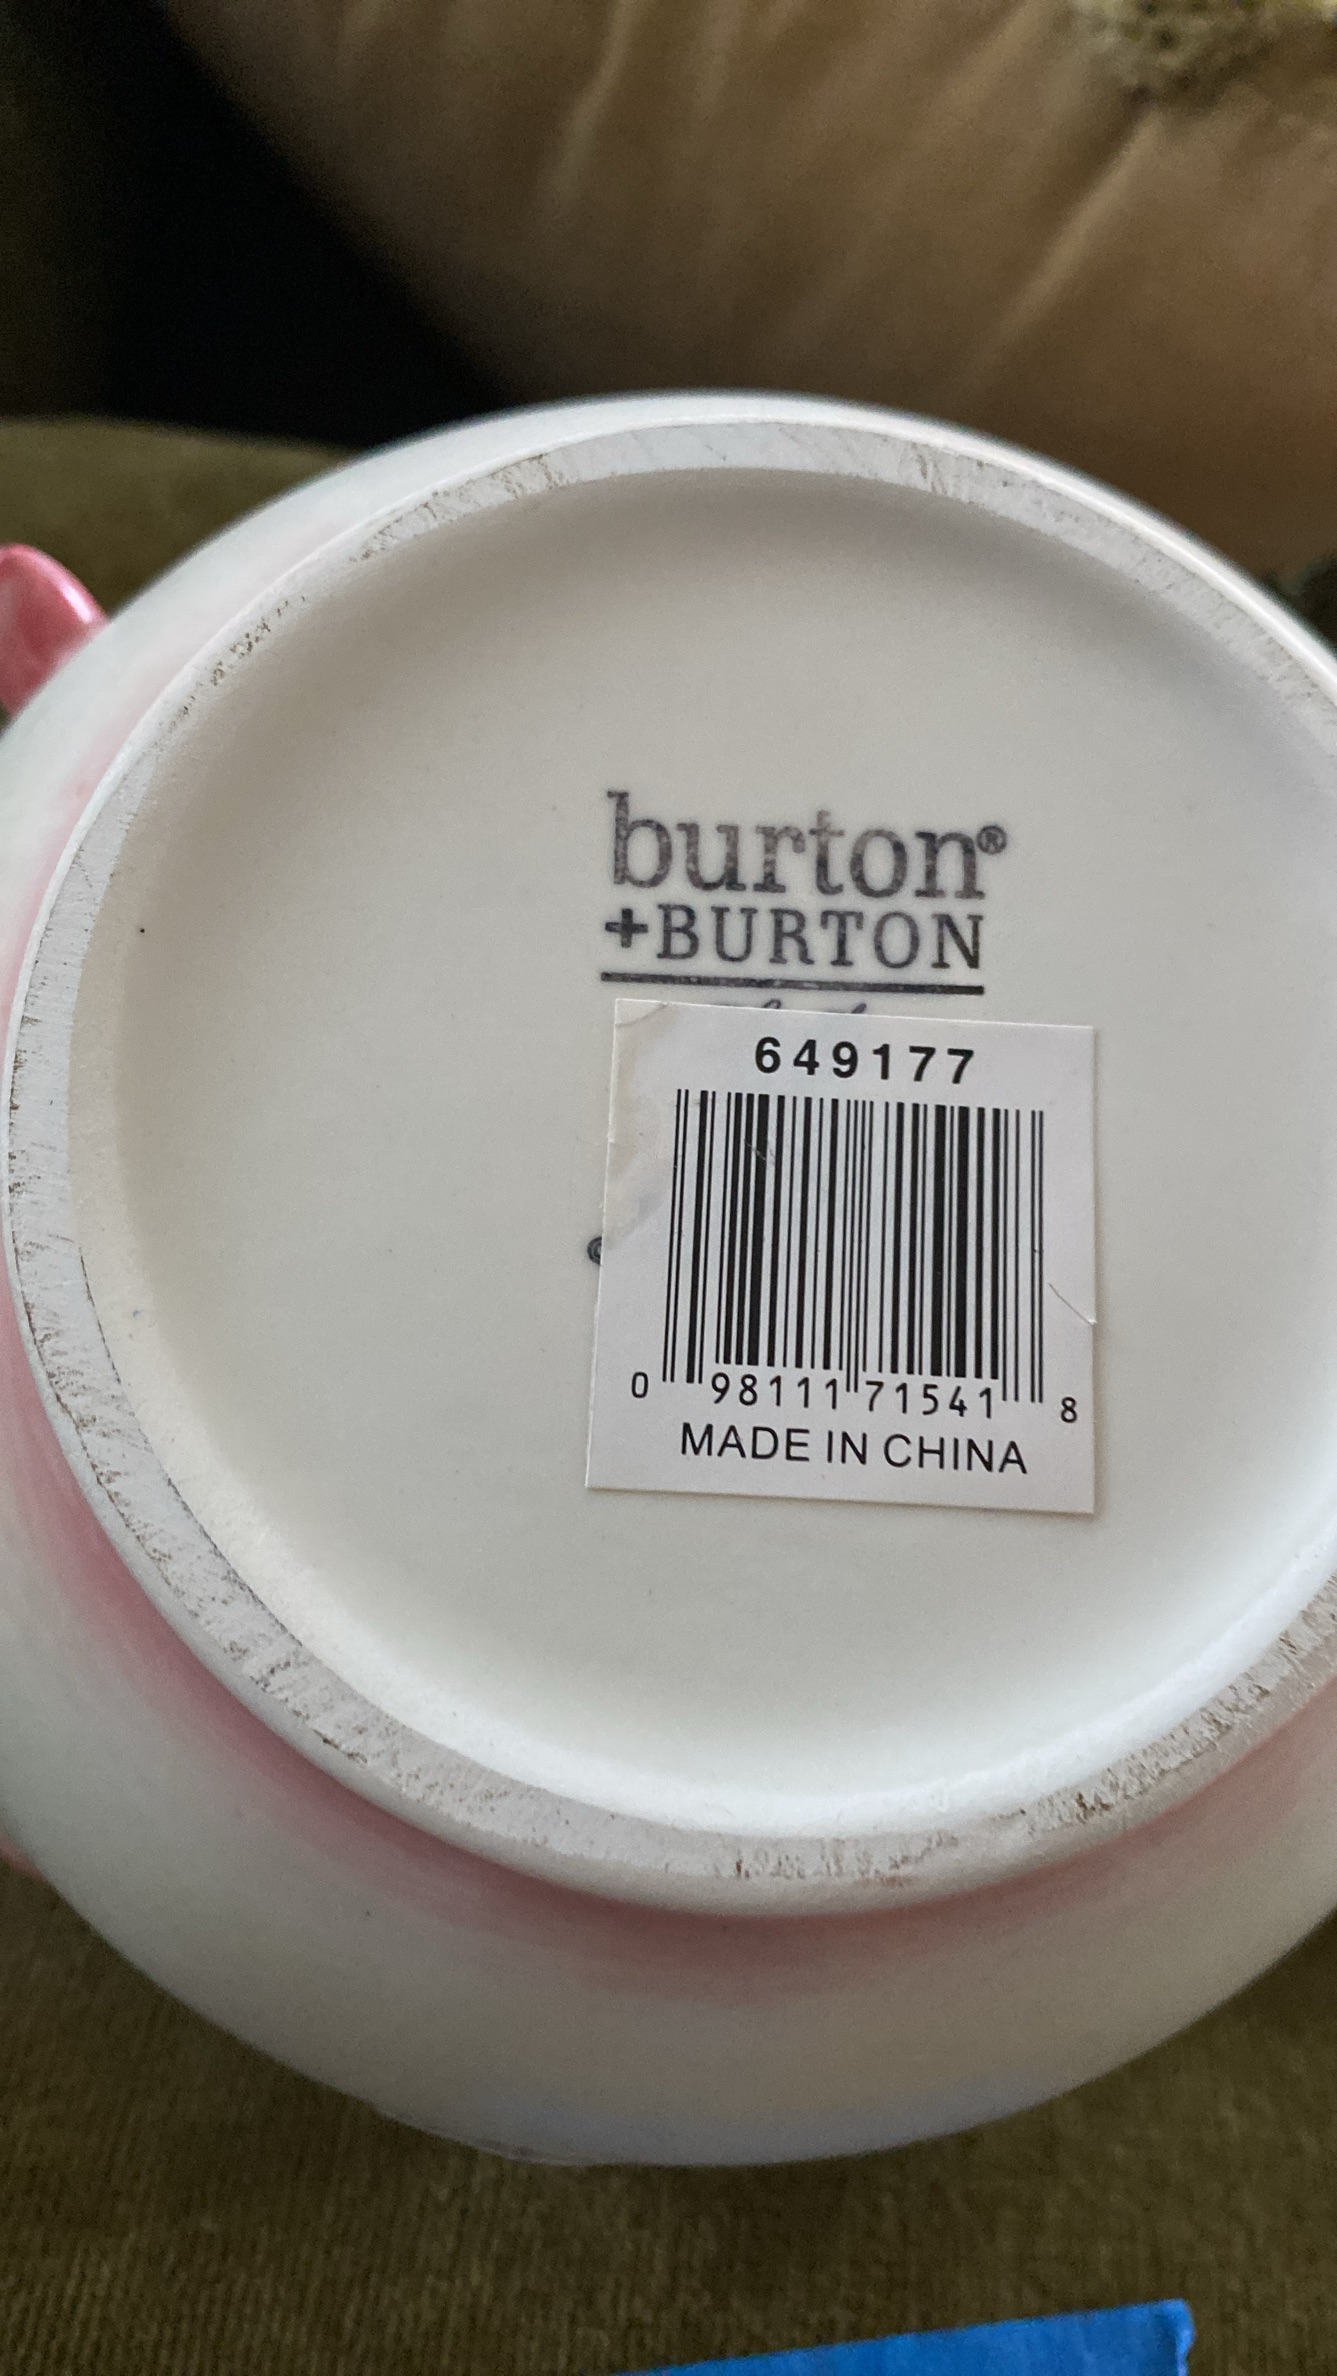 burton®
+BURTON
649177
0 98111 71541 8
MADE IN CHINA